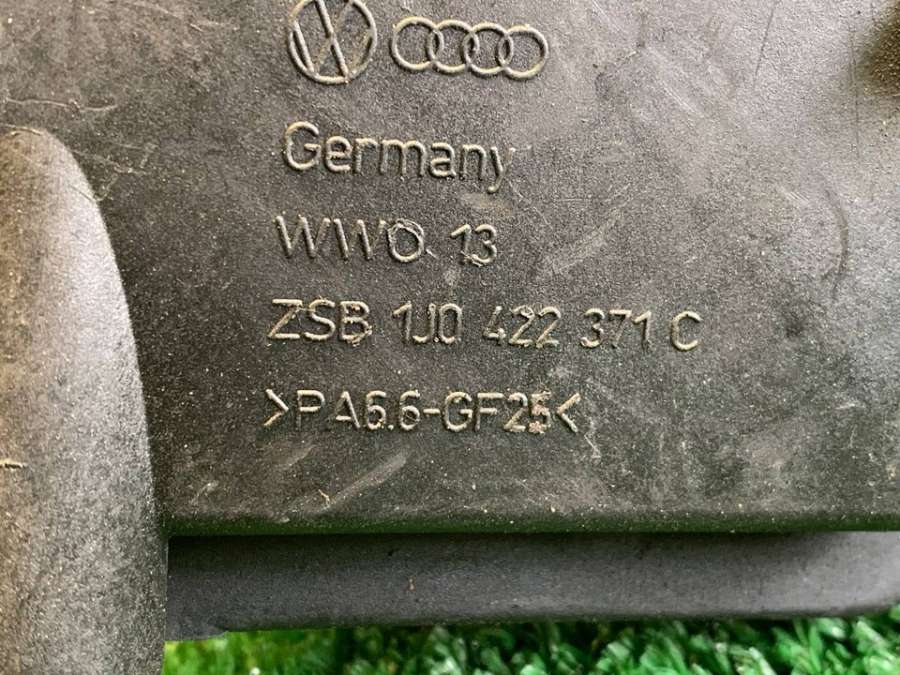 Germany
WWO 13
ZSB 1J0 422 371 C
>PA6.6-GF25<